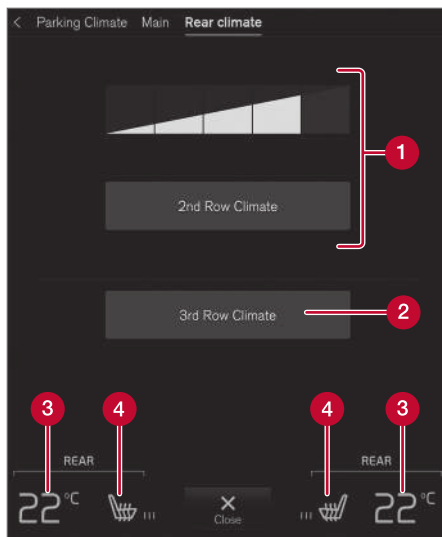 < Parking Climate Main Rear climate
1
2nd Row Climate
3rd Row Climate
2
3 4 4 3
REAR REAR
22°C 22°C
Close